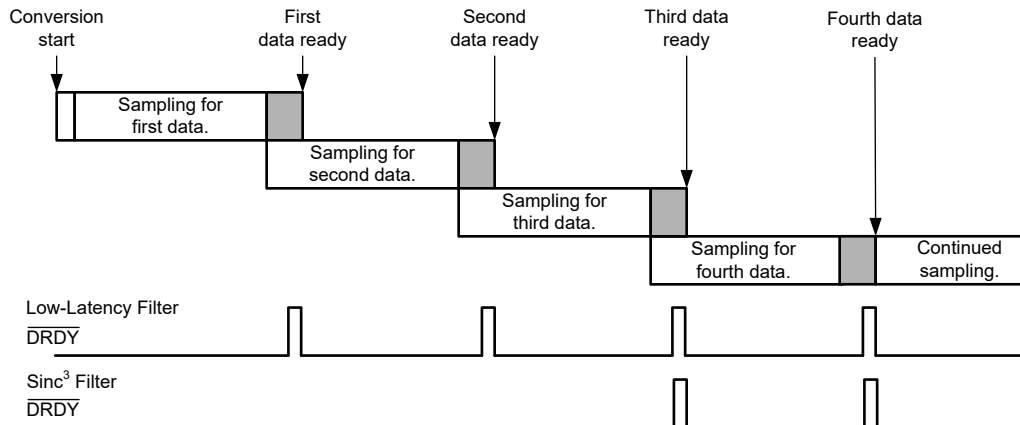 Conversion
start
First
data ready
Second
data ready
Third data
ready
Fourth data
ready
Sampling for
first data.
Sampling for
second data.
Sampling for
third data.
Sampling for
fourth data.
Continued
sampling.
Low-Latency Filter
DRDY
Sinc³ Filter
DRDY